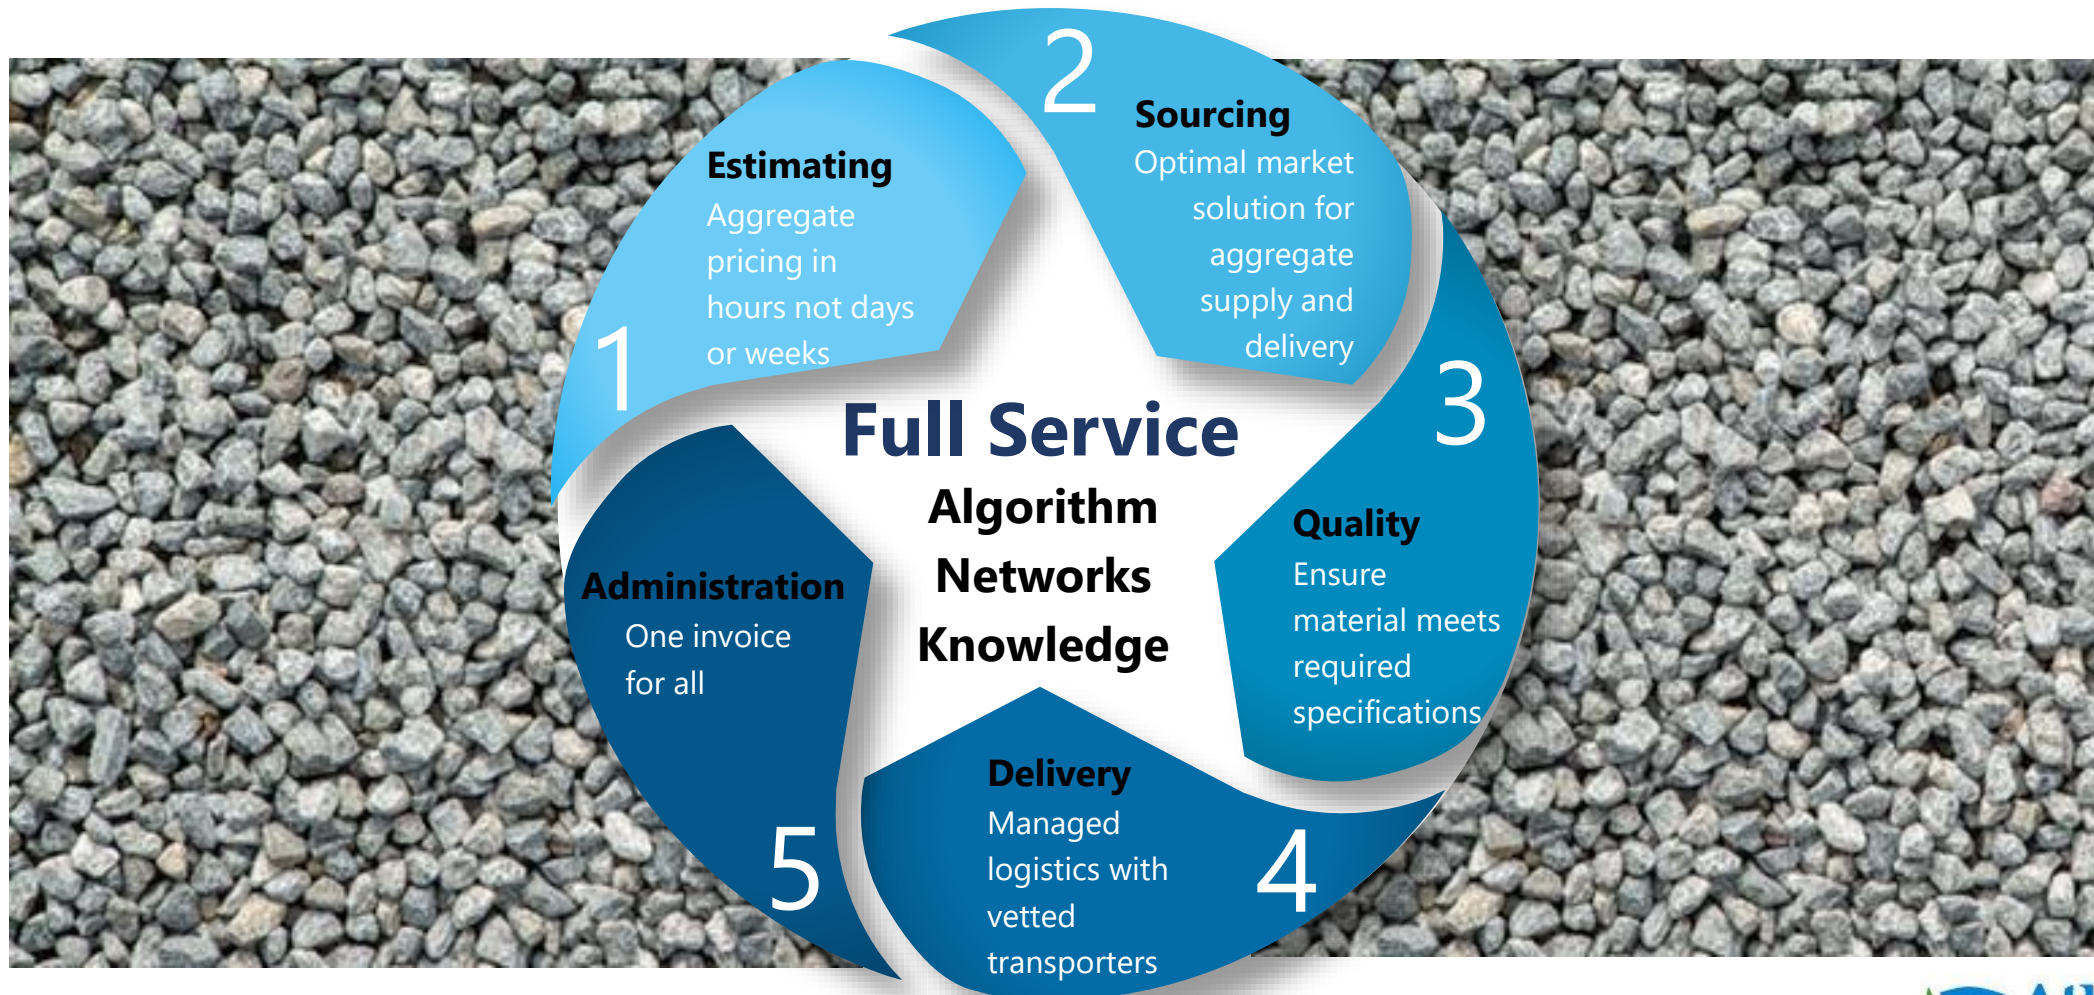 1
Estimating
Aggregate
pricing in
hours not days
or weeks
2
Sourcing
Optimal market
solution for
aggregate
supply and
delivery
3
Quality
Ensure
material meets
required
specifications
4
Delivery
Managed
logistics with
vetted
transporters
5
Administration
One invoice
for all
Full Service
Algorithm
Networks
Knowledge